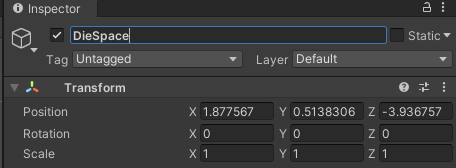 Inspector
DieSpace Static
Tag Untagged Layer Default
Transform
Position X 1.877567 Y 0.5138306 Z -3.936757
Rotation X 0 Y 0 Z 0
Scale X 1 Y 1 Z 1